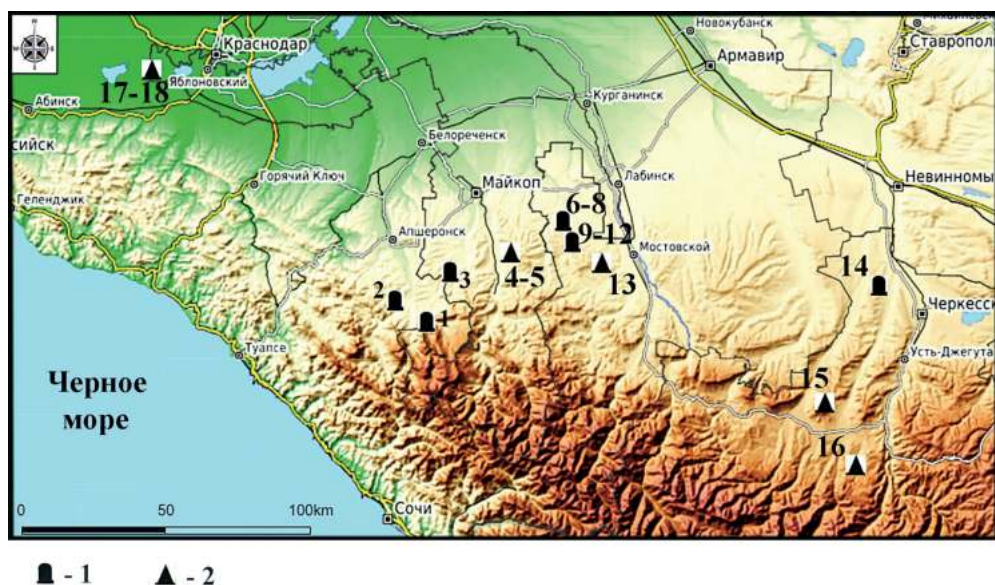 Краснодар
Яблоновский
17-18
Абинск
Новокубанск
Армавир
Михайловск
Ставрополь
Курганинск
Белореченск
сийск
Горячий Ключ
Геленджик
Майкоп
Лабинск
Невинномы
6-8
Апшеронск
9-12
Мостовской
4-5
13
14
2
3
1
Черкесск
Туапсе
Усть-Джегута
Черное
море
15
16
0 50 100km
Сочи
- 1 - 2